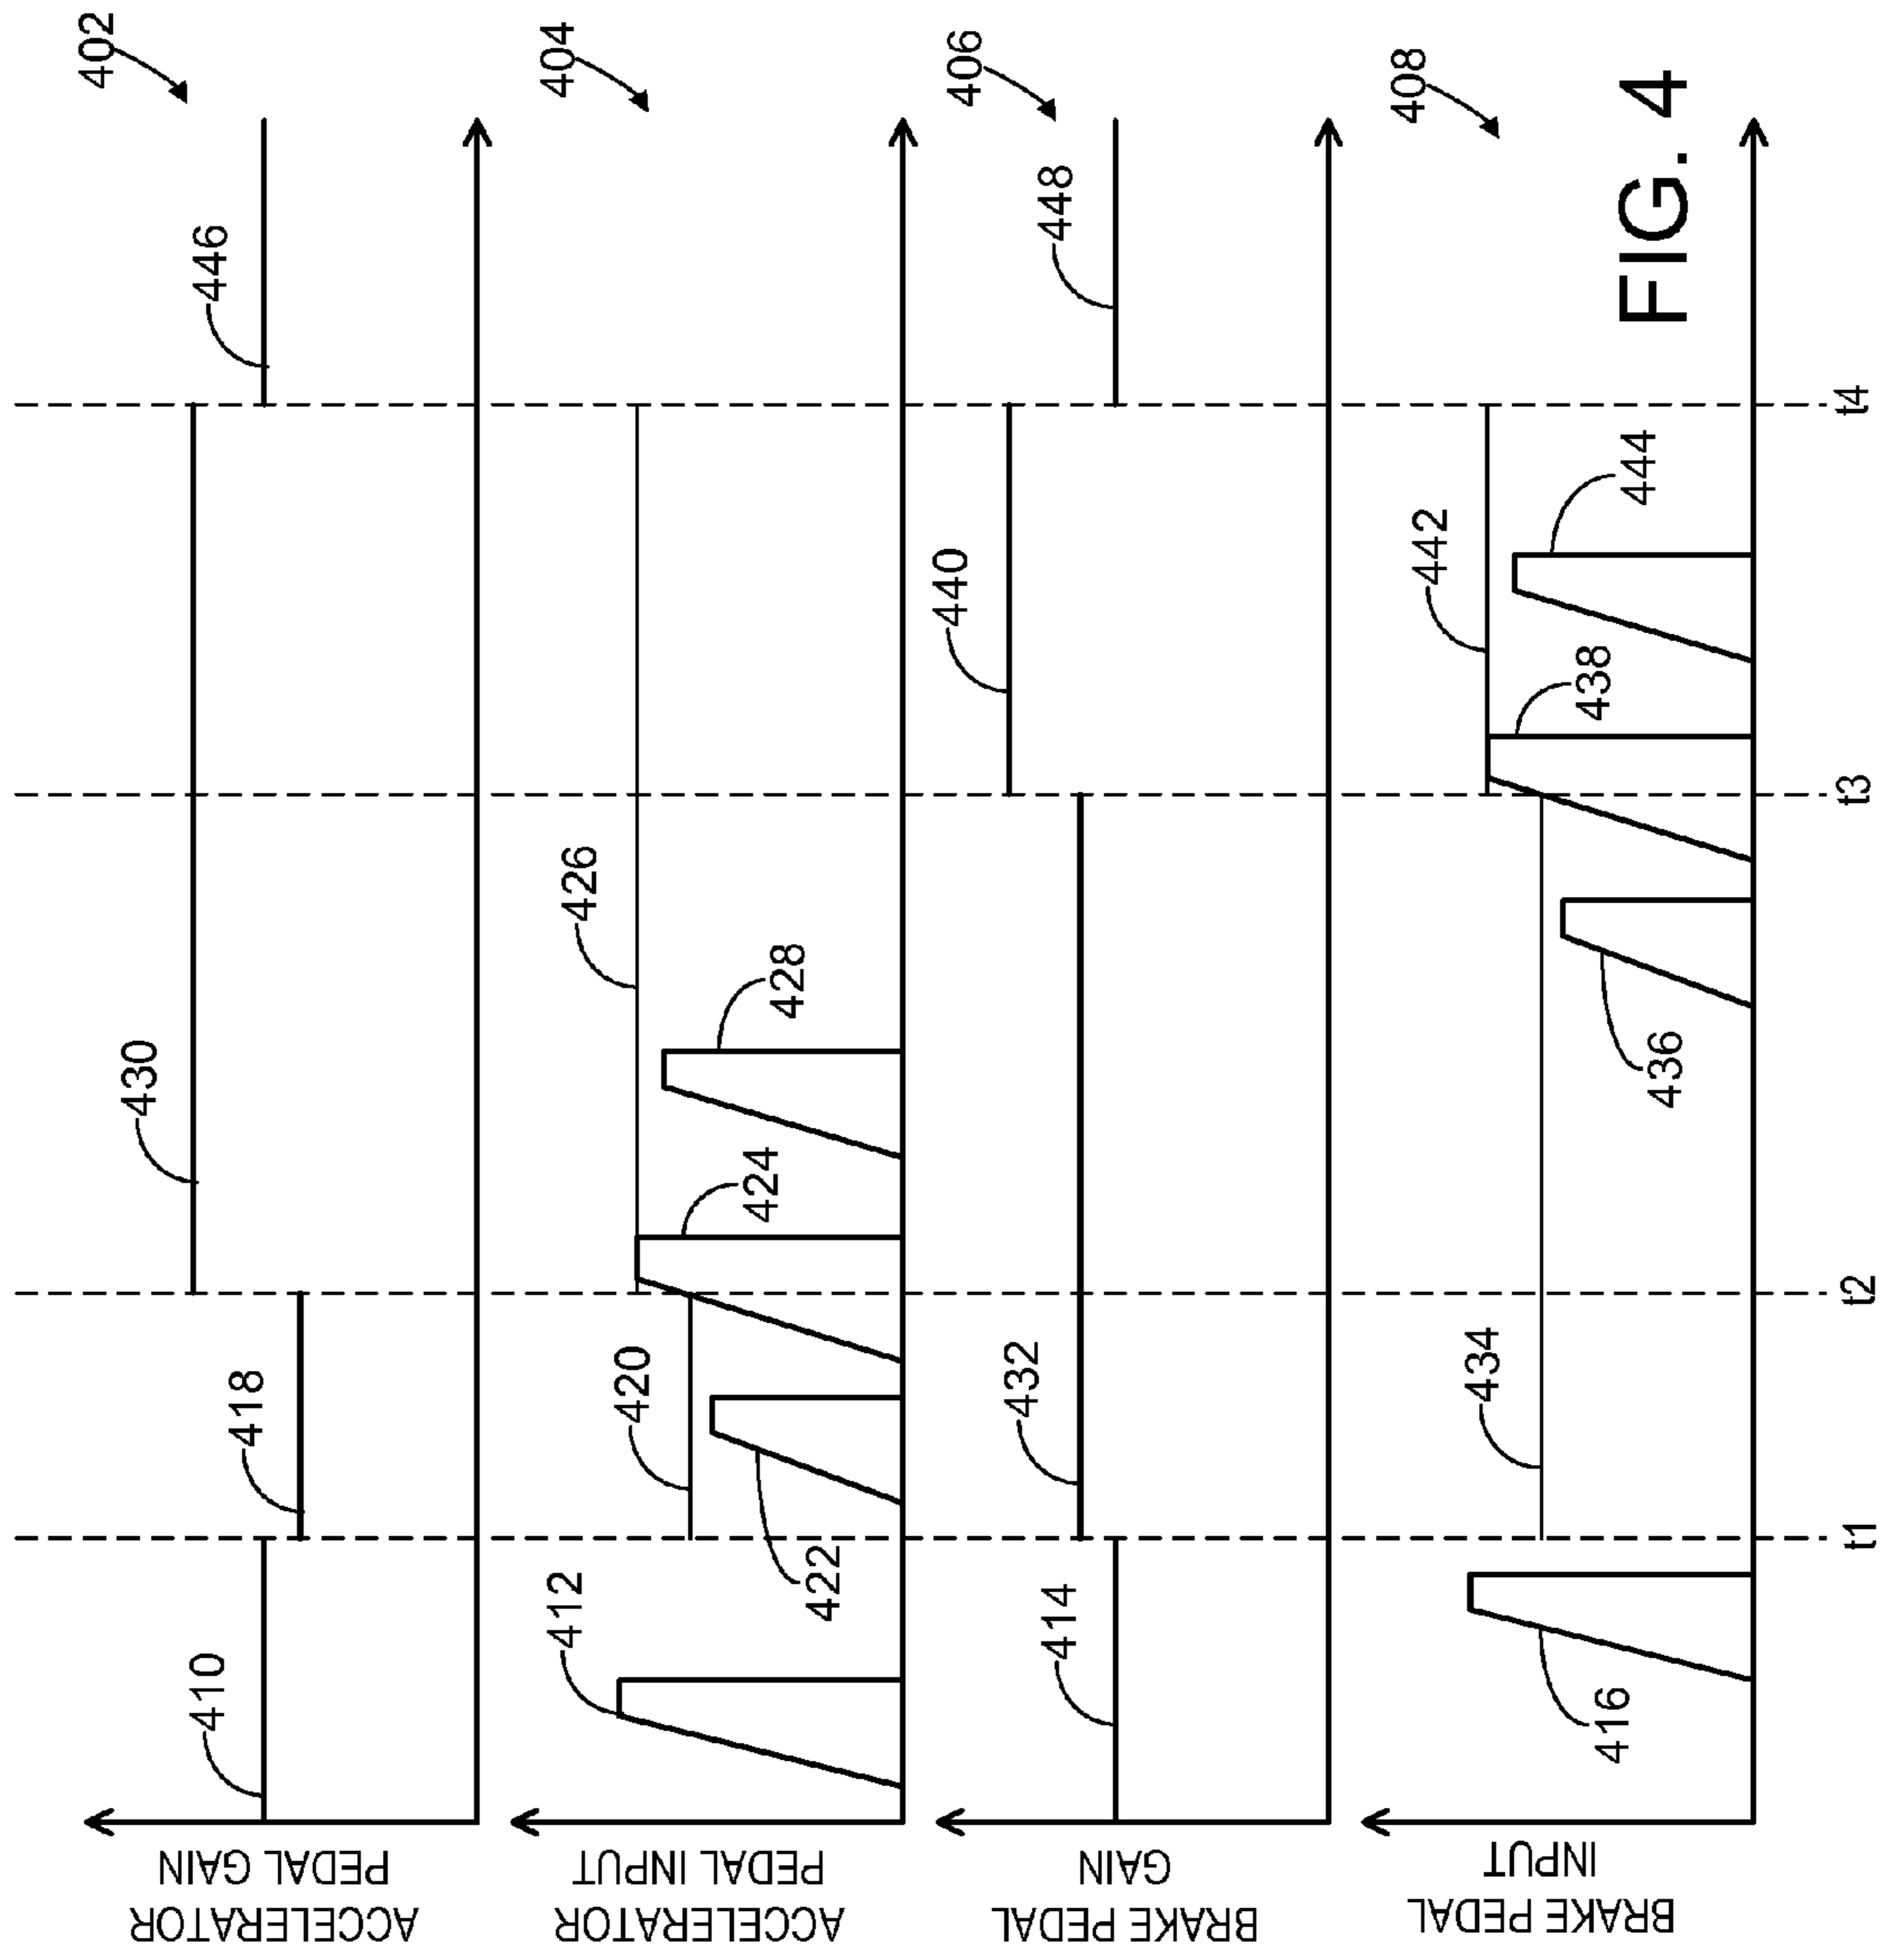 402
ACCELERATOR
PEDAL GAIN
410
418
430
446
404
ACCELERATOR
PEDAL INPUT
412
422
420
424
428
426
406
BRAKE PEDAL
GAIN
414
432
440
448
408
BRAKE PEDAL
INPUT
416
434
436
438
442
444
t1
t2
t3
t4
FIG. 4